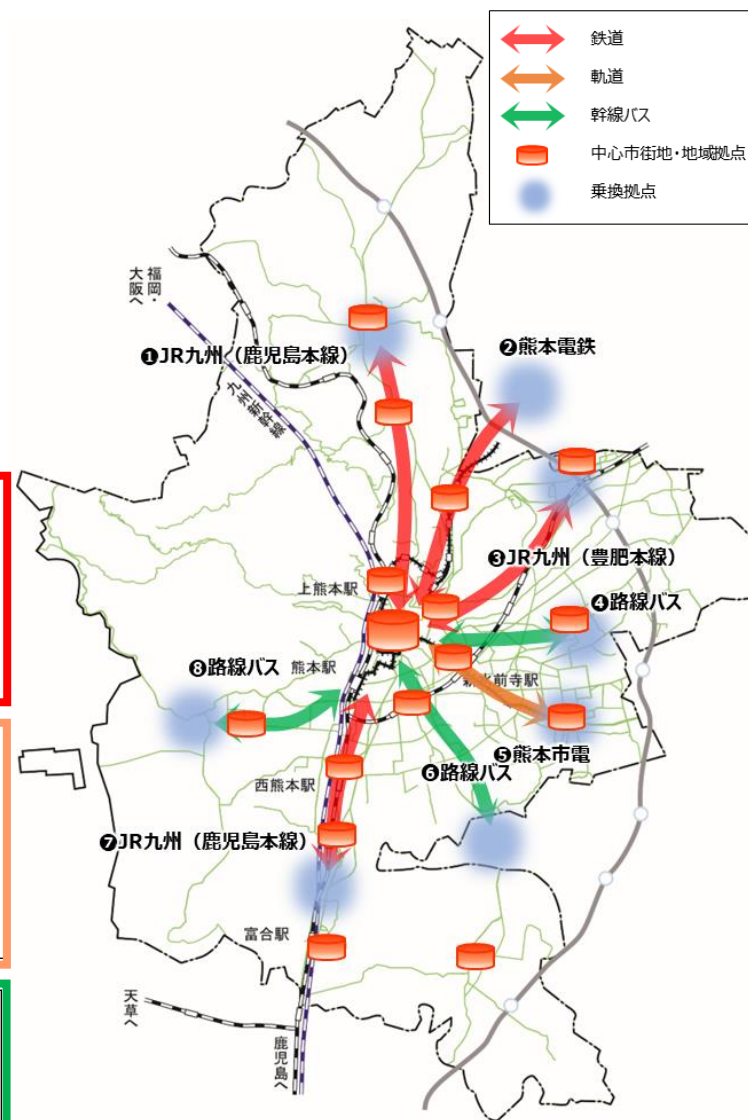 鉄道
軌道
幹線バス
中心市街地・地域拠点
乗換拠点
福岡・
大阪へ
❶JR九州（鹿児島本線）
❷熊本電鉄
九州新幹線
❸JR九州（豊肥本線）
上熊本駅
❹路線バス
❽路線バス
熊本駅
新水前寺駅
❺熊本市電
❻路線バス
西熊本駅
❼JR九州（鹿児島本線）
富合駅
天草へ
鹿児島へ